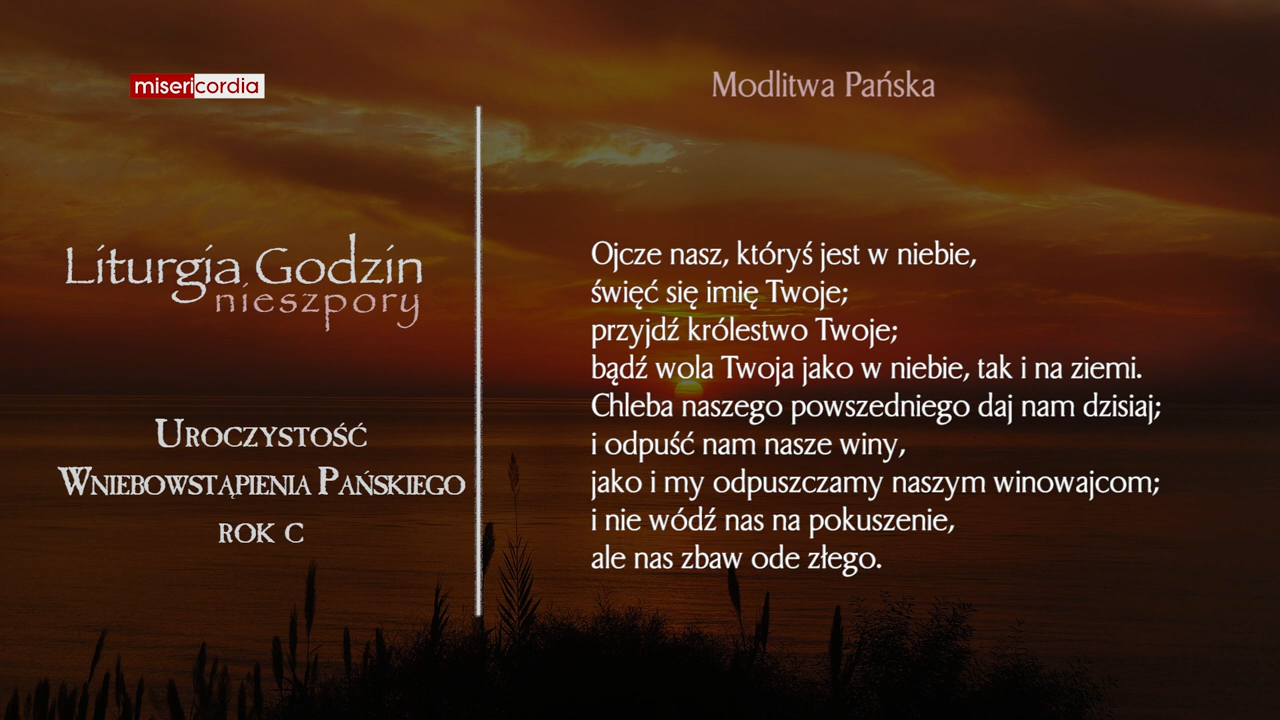 misericordia
Liturgia Godzin
nieszpory
Uroczystość
Wniebowstąpienia Pańskiego
rok C
Modlitwa Pańska
Ojcze nasz, któryś jest w niebie,
święć się imię Twoje;
przyjdź królestwo Twoje;
bądź wola Twoja jako w niebie, tak i na ziemi.
Chleba naszego powszedniego daj nam dzisiaj;
i odpuść nam nasze winy,
jako i my odpuszczamy naszym winowajcom;
i nie wódź nas na pokuszenie,
ale nas zbaw ode złego.